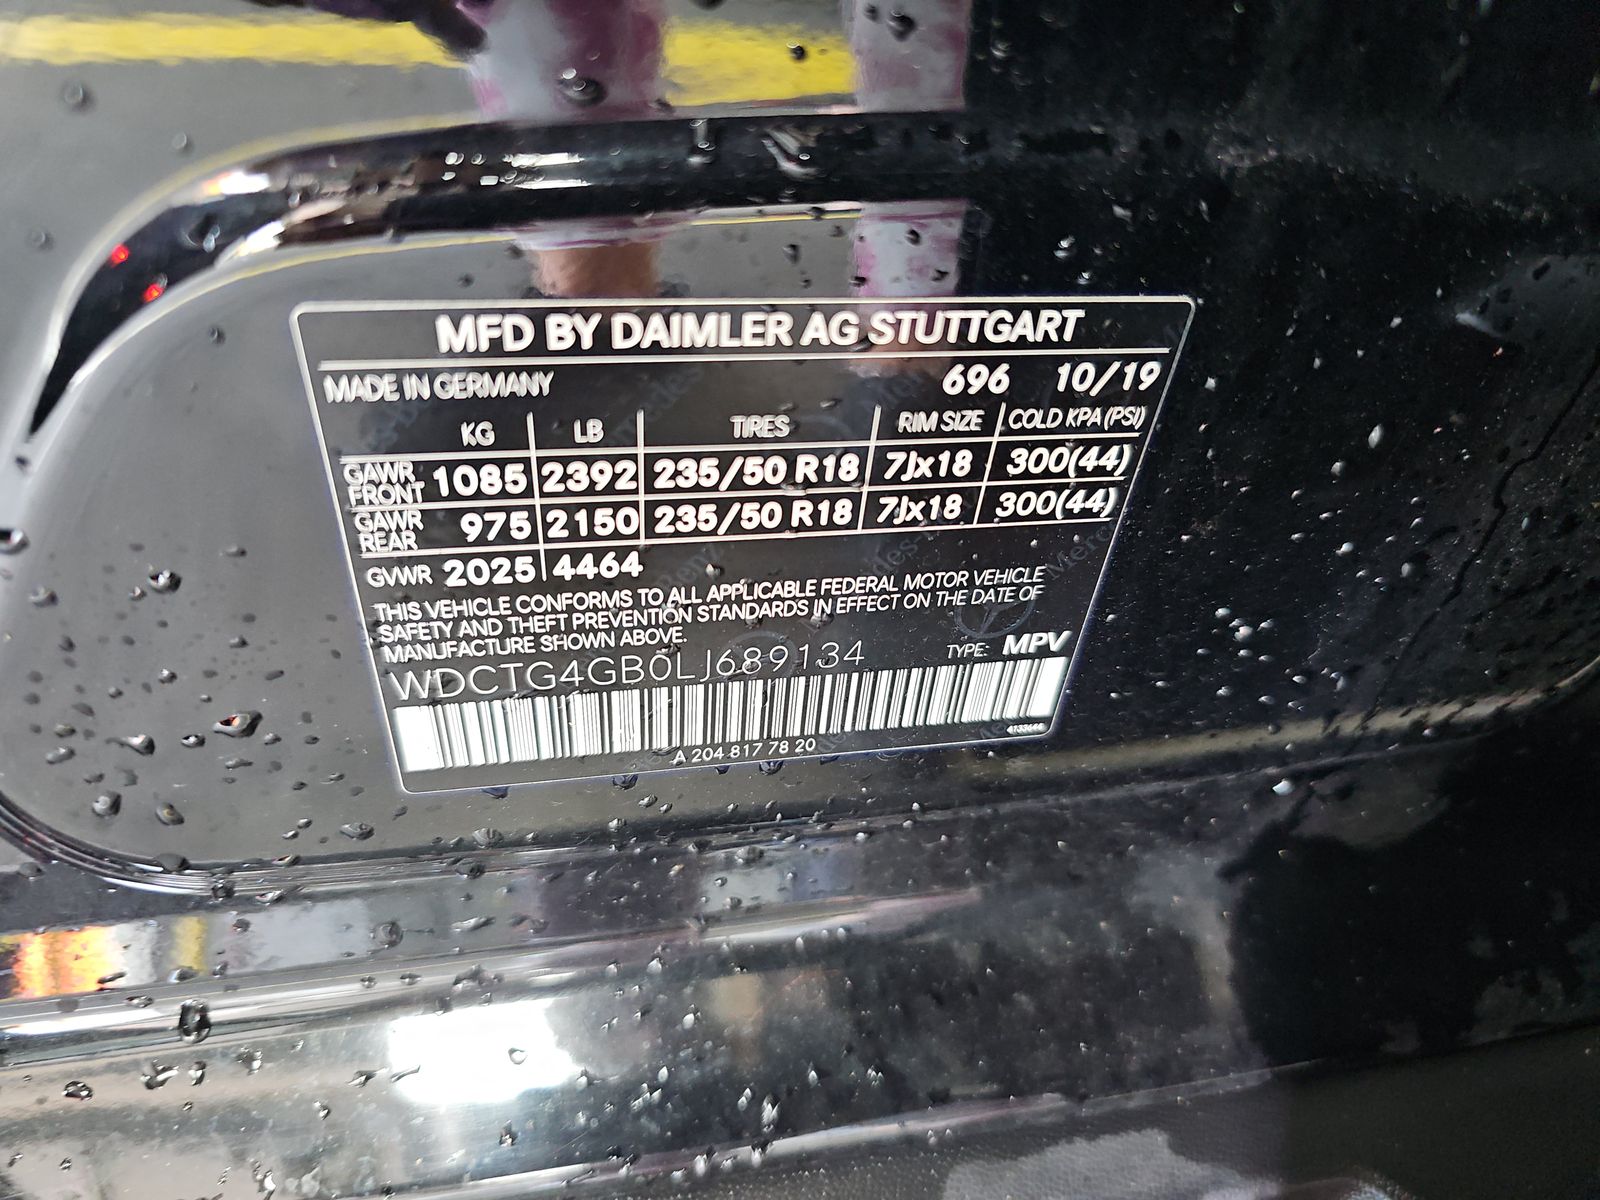 MFD BY DAIMLER AG STUTTGART
MADE IN GERMANY 696 10/19
KG LB TIRES RIM SIZE COLD KPA (PSI)
GAWR FRONT 1085 2392 235/50 R18 7Jx18 300(44)
GAWR REAR 975 2150 235/50 R18 7Jx18 300(44)
GVWR 2025 4464
THIS VEHICLE CONFORMS TO ALL APPLICABLE FEDERAL MOTOR VEHICLE
SAFETY AND THEFT PREVENTION STANDARDS IN EFFECT ON THE DATE OF
MANUFACTURE SHOWN ABOVE.
WDCTG4GB0LJ689134 TYPE: MPV
A 204 817 78 20